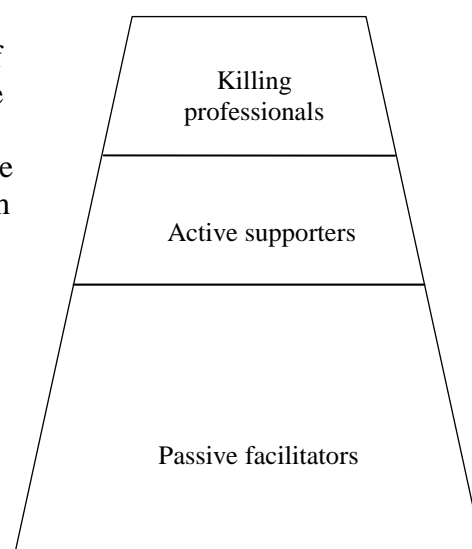 Killing
professionals
Active supporters
Passive facilitators